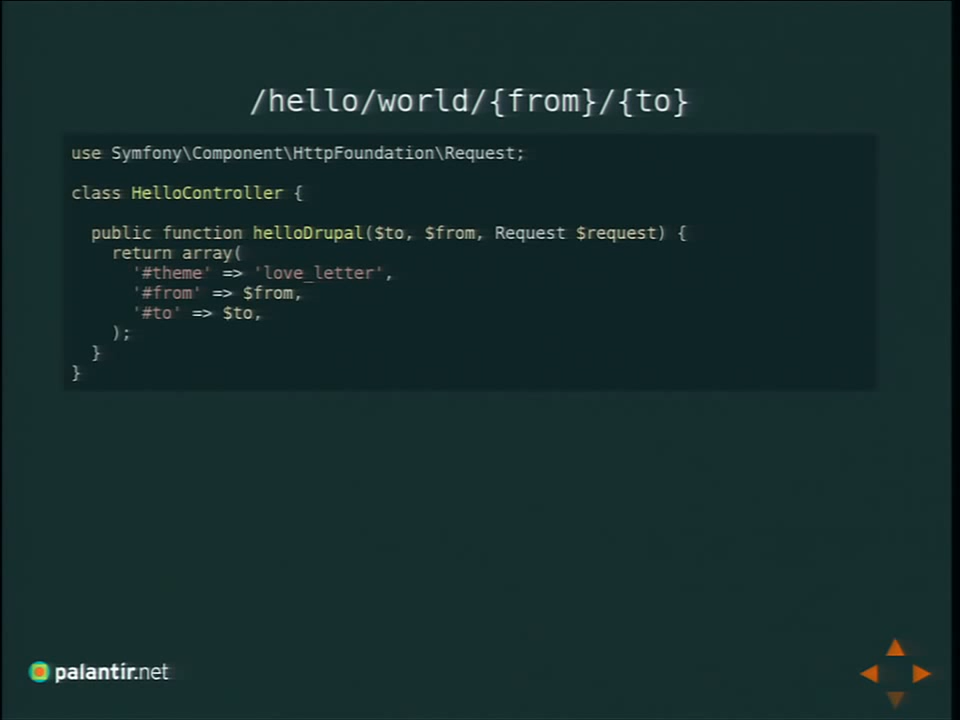 /hello/world/{from}/{to}
use Symfony\Component\HttpFoundation\Request;
class HelloController {
public function helloDrupal($to, $from, Request $request) {
return array(
'#theme' => 'love_letter',
'#from' => $from,
'#to' => $to,
);
}
}
palantir.net